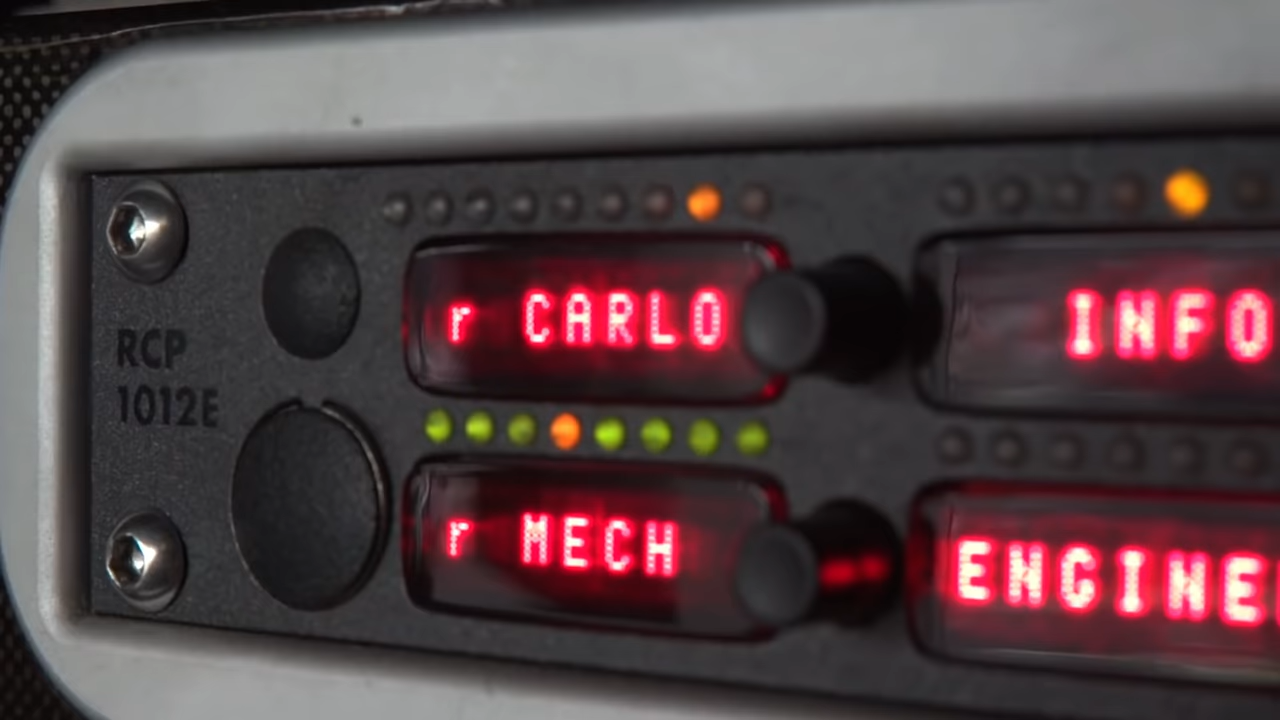 RCP
1012E
r CARLO
INFO
r MECH
ENGINE